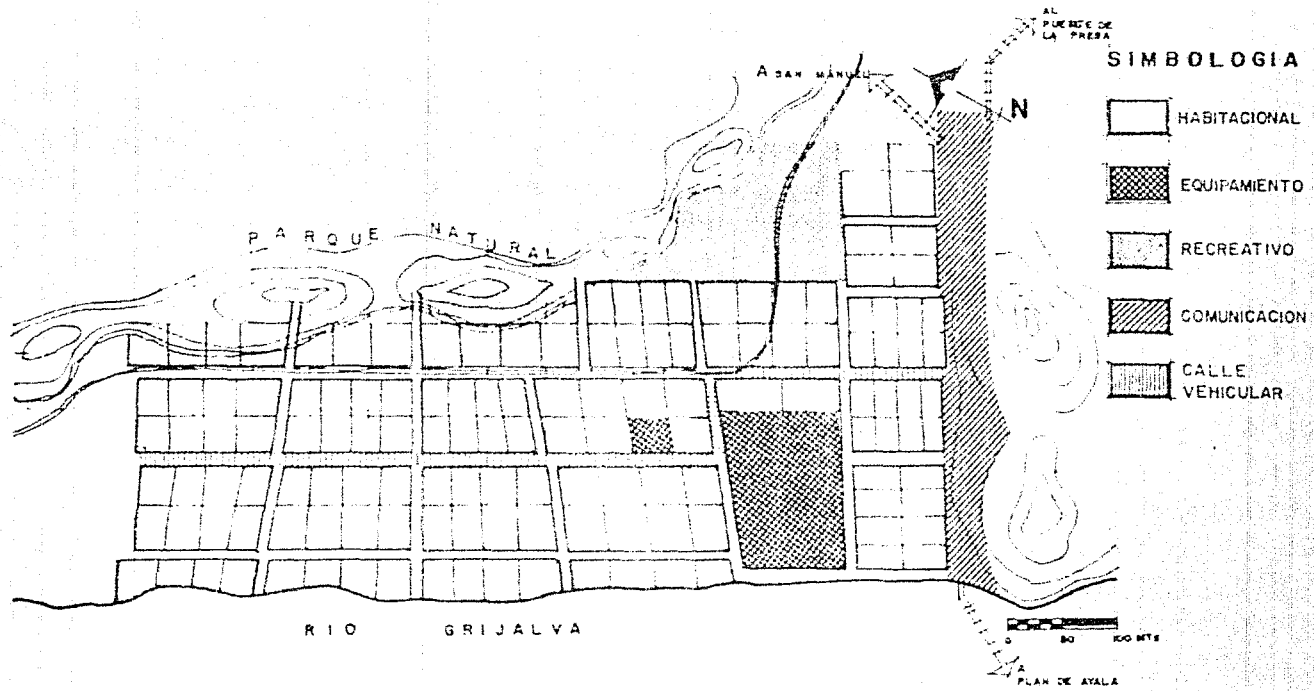 AL
PUENTE DE
LA PRESA
SIMBOLOGIA
A SAN MANUEL
N
HABITACIONAL
EQUIPAMIENTO
PARQUE NATURAL
RECREATIVO
COMUNICACION
CALLE
VEHICULAR
RIO GRIJALVA
0 50 100 MTS
A
PLAN DE AYALA